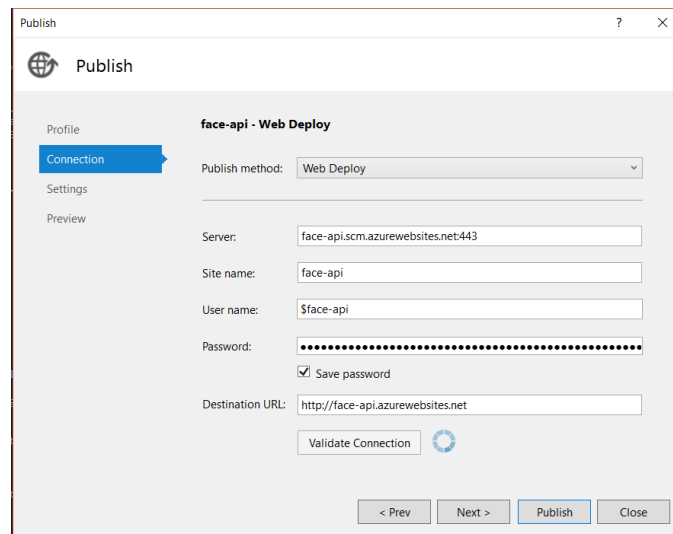 Publish ?
Publish
Profile
Connection
Settings
Preview
face-api - Web Deploy
Publish method: Web Deploy
Server: face-api.scm.azurewebsites.net:443
Site name: face-api
User name: $face-api
Password: ●●●●●●●●●●●●●●●●●●●●●●●●●●●●●●●●●●●●●●●●●●●●●●●●●●
Save password
Destination URL: http://face-api.azurewebsites.net
Validate Connection
< Prev Next > Publish Close